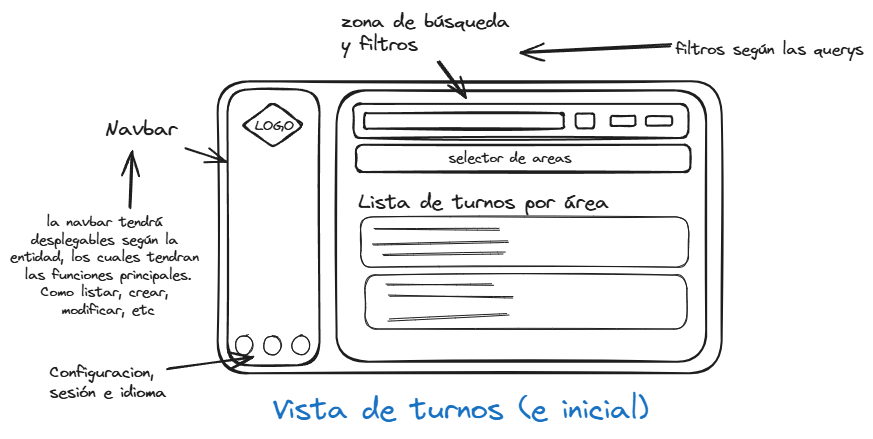 zona de búsqueda
y filtros
filtros según las querys
Navbar
LOGO
selector de areas
Lista de turnos por área
la navbar tendrá
desplegables según la
entidad, los cuales tendran
las funciones principales.
Como listar, crear,
modificar, etc
Configuracion,
sesión e idioma
Vista de turnos (e inicial)